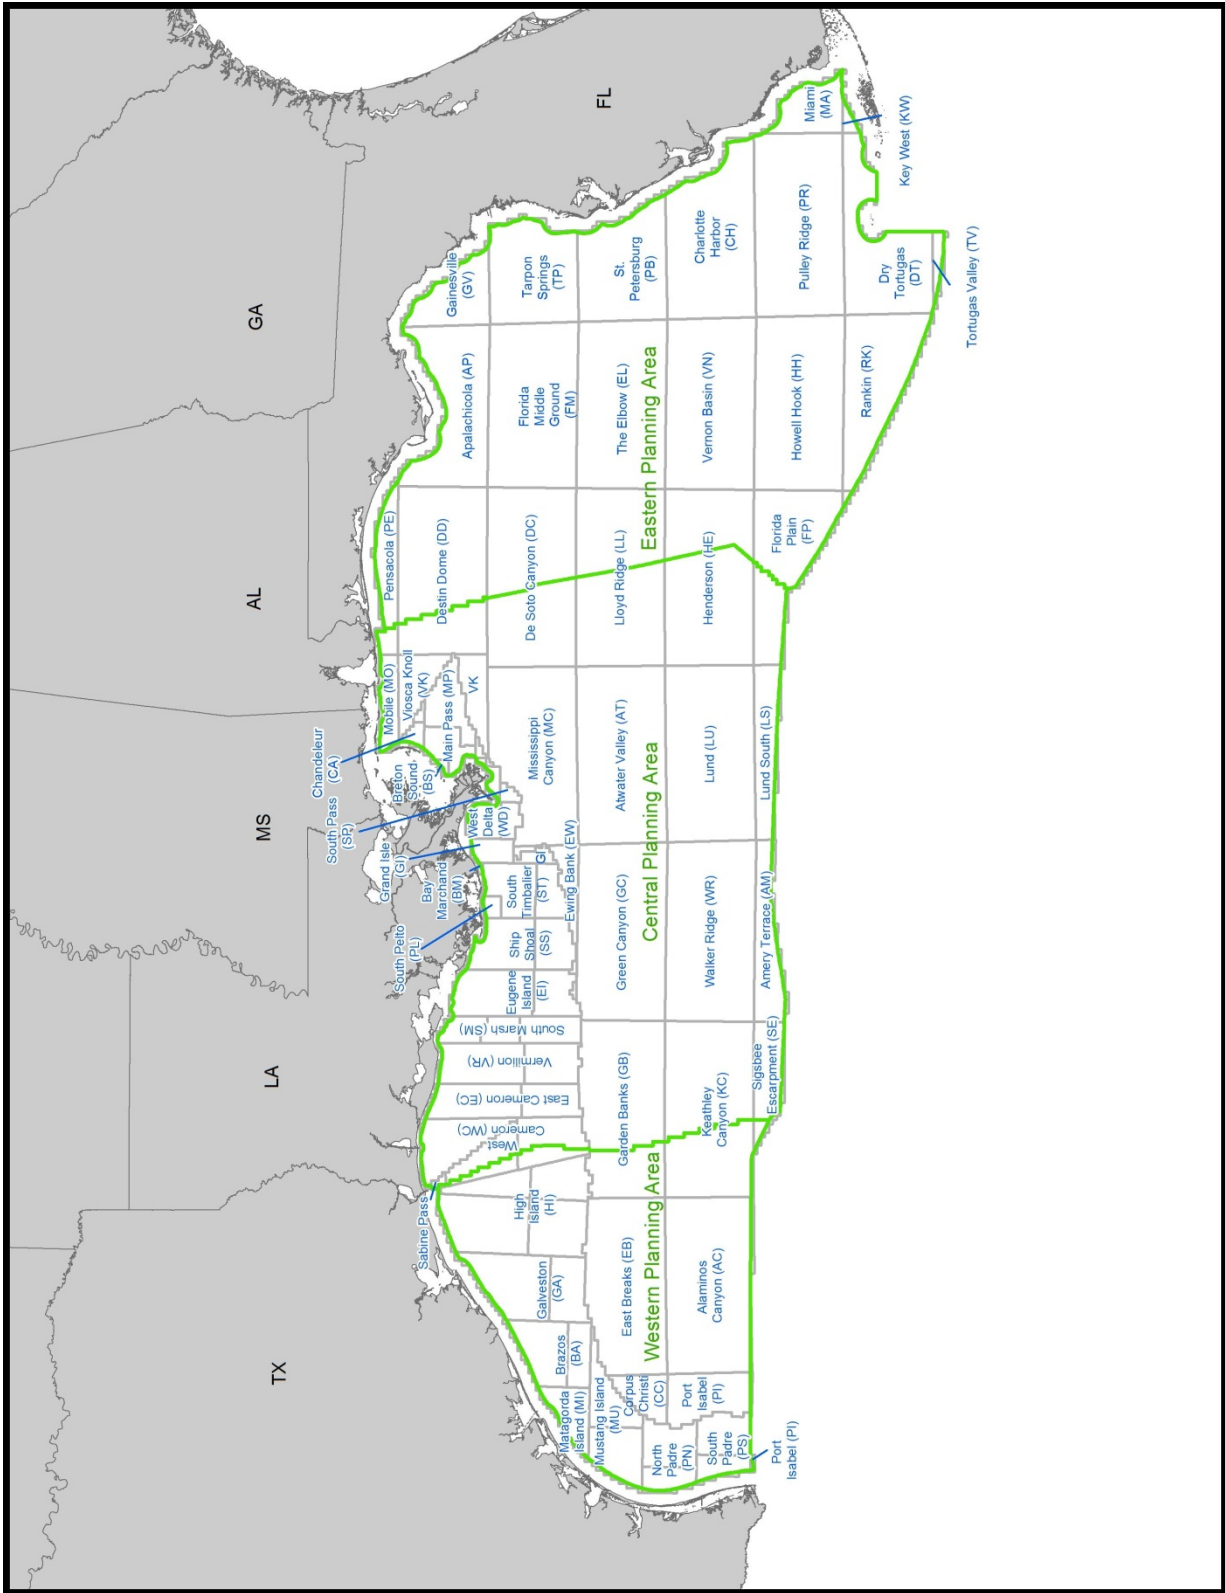 TX
LA
MS
AL
GA
FL
Western Planning Area
Central Planning Area
Eastern Planning Area
Sabine Pass
High
Island
(HI)
Galveston
(GA)
Brazos
(BA)
Matagorda
Island (MI)
Mustang Island
(MU)
Corpus
Christi
(CC)
North
Padre
(PN)
South
Padre
(PS)
Port
Isabel
(PI)
Port
Isabel (PI)
East Breaks (EB)
Alaminos
Canyon (AC)
West
Cameron (WC)
East Cameron (EC)
Vermilion (VR)
South Marsh (SM)
Eugene
Island
(EI)
Ship
Shoal
(SS)
South
Timbalier
(ST)
South Pelto
(PL)
Bay
Marchand
(BM)
Grand Isle
(GI)
GI
South Pass
(SP)
West
Delta
(WD)
Chandeleur
(CA)
Breton
Sound
(BS)
Main Pass (MP)
Mobile (MO)
Viosca Knoll
(VK)
VK
Ewing Bank (EW)
Mississippi
Canyon (MC)
Garden Banks (GB)
Green Canyon (GC)
Atwater Valley (AT)
Keathley
Canyon (KC)
Walker Ridge (WR)
Lund (LU)
Sigsbee
Escarpment (SE)
Amery Terrace (AM)
Lund South (LS)
Pensacola (PE)
Destin Dome (DD)
De Soto Canyon (DC)
Lloyd Ridge (LL)
Henderson (HE)
Florida
Plain
(FP)
Apalachicola (AP)
Florida
Middle
Ground
(FM)
The Elbow (EL)
Vernon Basin (VN)
Howell Hook (HH)
Rankin (RK)
Gainesville
(GV)
Tarpon
Springs
(TP)
St.
Petersburg
(PB)
Charlotte
Harbor
(CH)
Pulley Ridge (PR)
Dry
Tortugas
(DT)
Miami
(MA)
Key West (KW)
Tortugas Valley (TV)